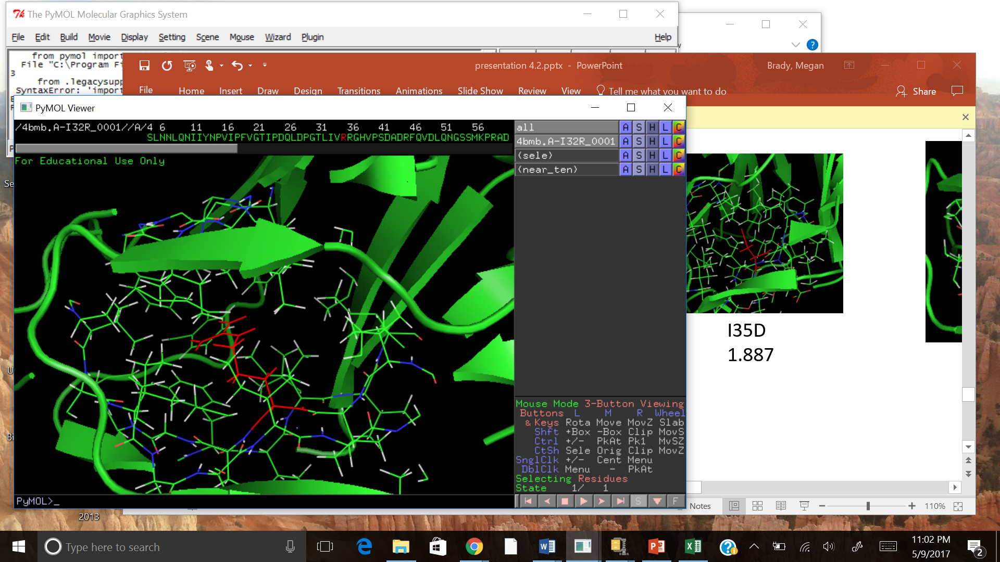 The PyMOL Molecular Graphics System
File Edit Build Movie Display Setting Scene Mouse Wizard Plugin Help
from pymol import
File "C:\Program Fi
3
from .legacysupp
SyntaxError: 'import
presentation 4.2.pptx - PowerPoint
Brady, Megan
File Home Insert Draw Design Transitions Animations Slide Show Review View Tell me what you want to do Share
PyMOL Viewer
/4bmb.A-I32R_0001//A/4 6 11 16 21 26 31 36 41 46 51 56
SLNNLQNIIYNPVIPFVGTIPDQLDPGTLIVRRGHVPSDADRFQVDLQNGSSMKPRAD
For Educational Use Only
all A S H L C
4bmb.A-I32R_0001 A S H L C
(sele) A S H L C
(near_ten) A S H L C
I35D
1.887
Mouse Mode 3-Button Viewing
Buttons L M R Wheel
& Keys Rota Move MovZ Slab
Shft +Box -Box Clip MovS
Ctrl +/- PkAt Pk1 MvSZ
CtSh Sele Orig Clip MovZ
SnglClk +/- Cent Menu
DblClk Menu - PkAt
Selecting Residues
State 1/ 1
S F
PyMOL>_
Notes
110%
2013
Type here to search
11:02 PM
5/9/2017
2